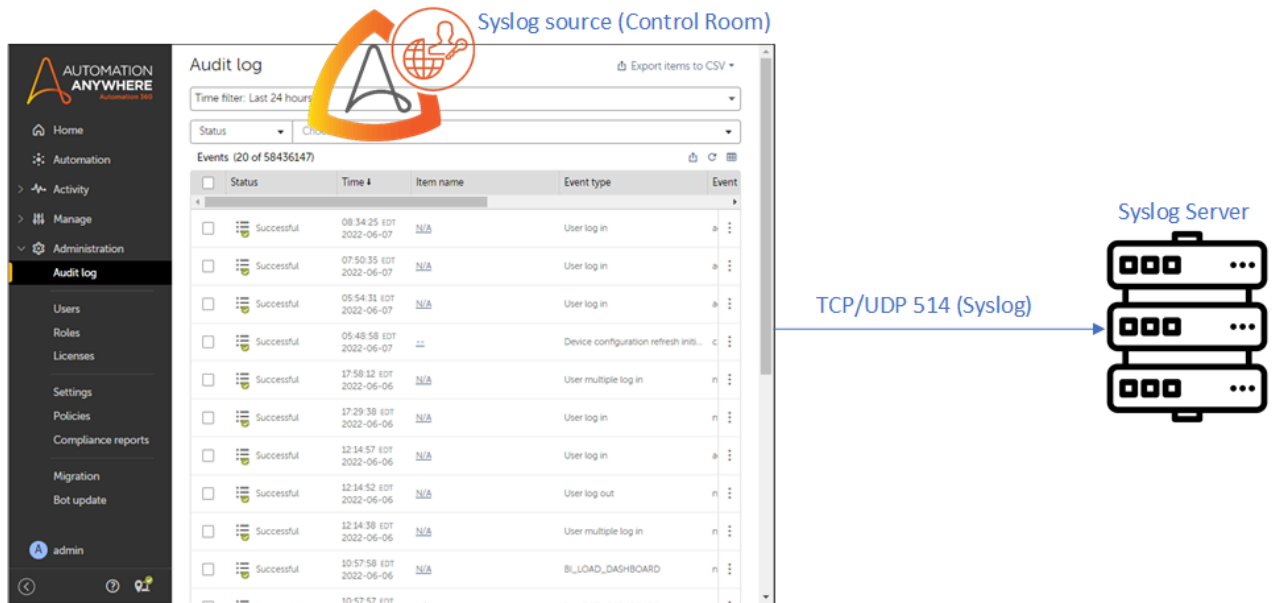 Syslog source (Control Room)
AUTOMATION
ANYWHERE
Automation 360
Home
Automation
Activity
Manage
Administration
Audit log
Users
Roles
Licenses
Settings
Policies
Compliance reports
Migration
Bot update
A admin
Audit log
Export items to CSV
Time filter: Last 24 hours
Status
Events (20 of 58436147)
Status Time Item name Event type Event
Successful 08:34:25 EDT 2022-06-07 N/A User log in a
Successful 07:50:35 EDT 2022-06-07 N/A User log in a
Successful 05:54:31 EDT 2022-06-07 N/A User log in a
Successful 05:48:58 EDT 2022-06-07 -- Device configuration refresh initi... c
Successful 17:58:12 EDT 2022-06-06 N/A User multiple log in n
Successful 17:29:38 EDT 2022-06-06 N/A User log in n
Successful 12:14:57 EDT 2022-06-06 N/A User log in a
Successful 12:14:52 EDT 2022-06-06 N/A User log out n
Successful 12:14:38 EDT 2022-06-06 N/A User multiple log in n
Successful 10:57:58 EDT 2022-06-06 N/A BI_LOAD_DASHBOARD n
10:57:57 EDT
TCP/UDP 514 (Syslog)
Syslog Server